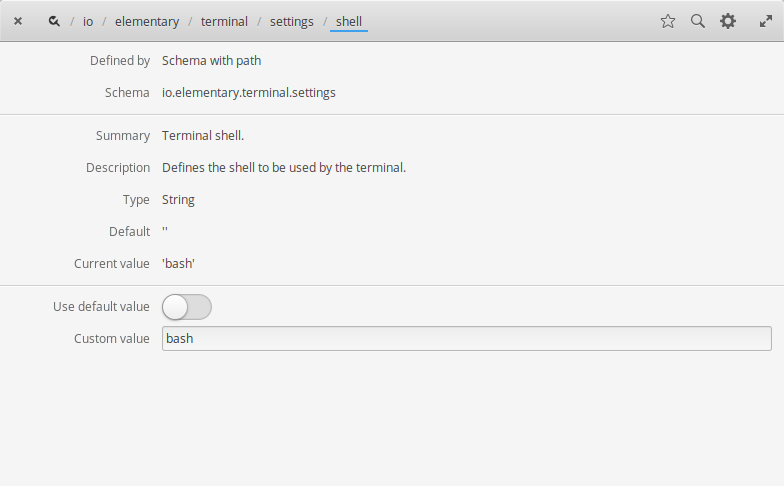 / io / elementary / terminal / settings / shell
Defined by Schema with path
Schema io.elementary.terminal.settings
Summary Terminal shell.
Description Defines the shell to be used by the terminal.
Type String
Default ''
Current value 'bash'
Use default value
Custom value bash